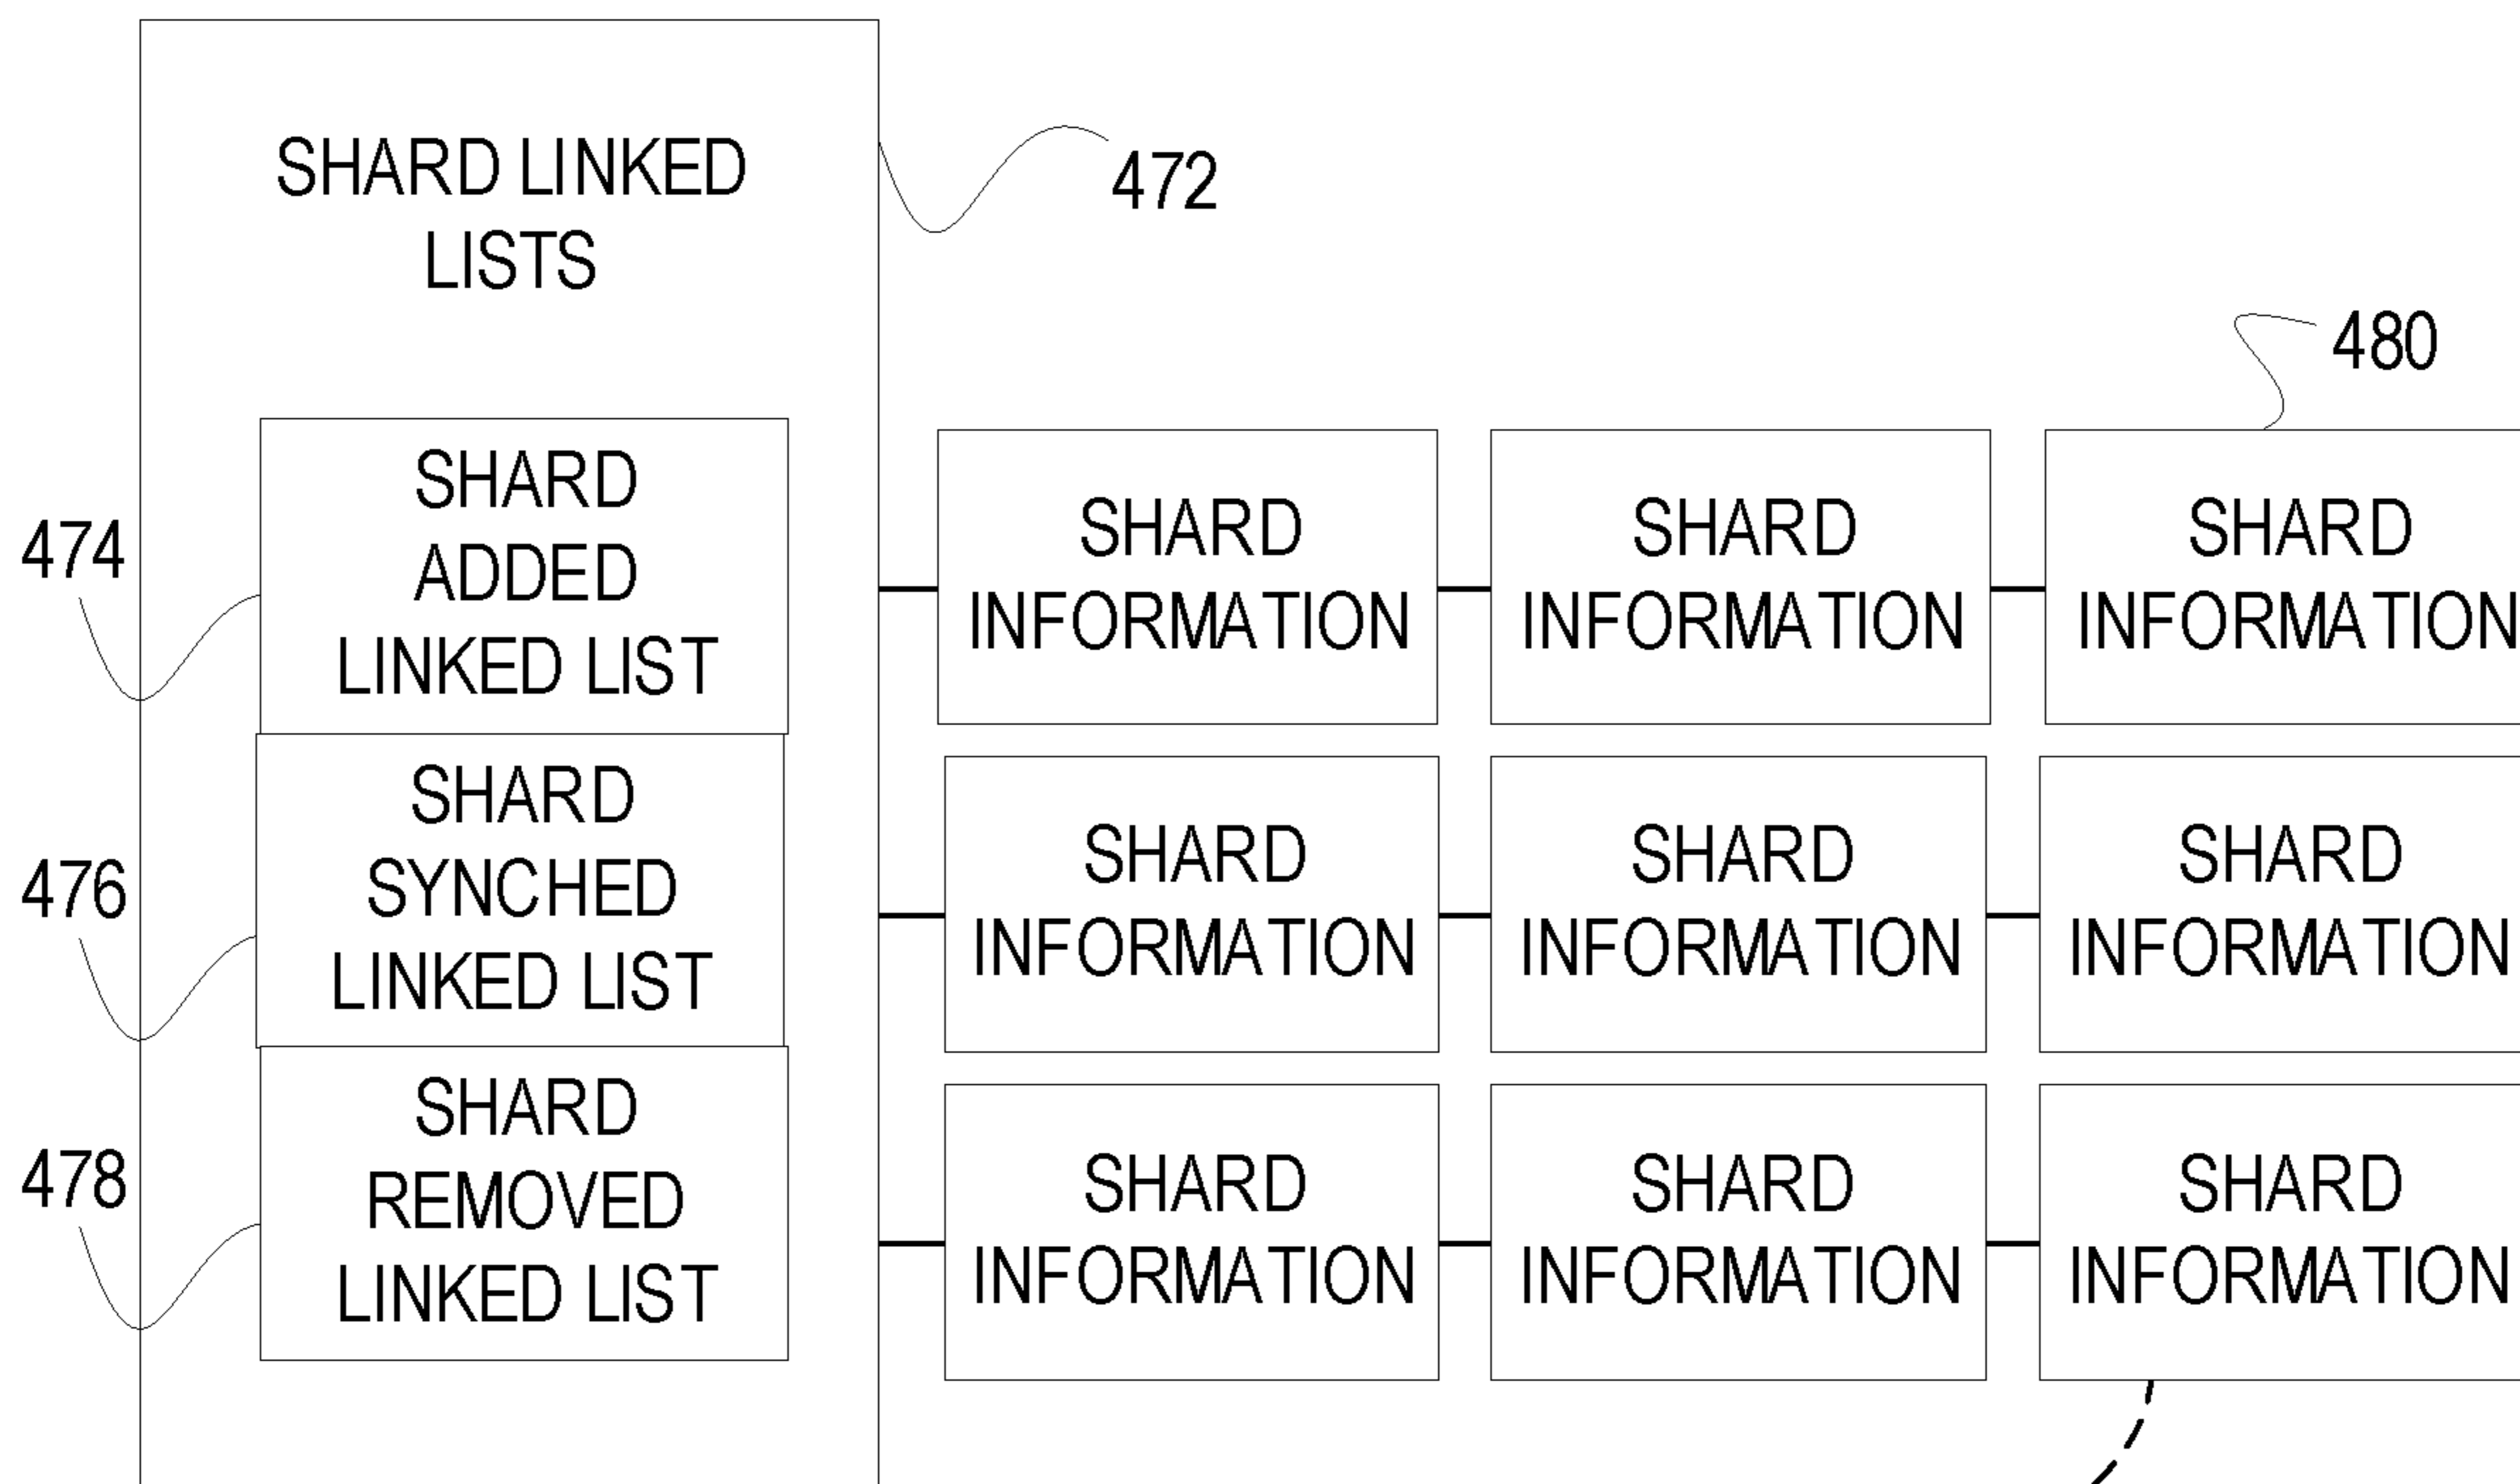 SHARD LINKED
LISTS
472
480
474
SHARD
ADDED
LINKED LIST
SHARD
INFORMATION
SHARD
INFORMATION
SHARD
INFORMATION
476
SHARD
SYNCHED
LINKED LIST
SHARD
INFORMATION
SHARD
INFORMATION
SHARD
INFORMATION
478
SHARD
REMOVED
LINKED LIST
SHARD
INFORMATION
SHARD
INFORMATION
SHARD
INFORMATION